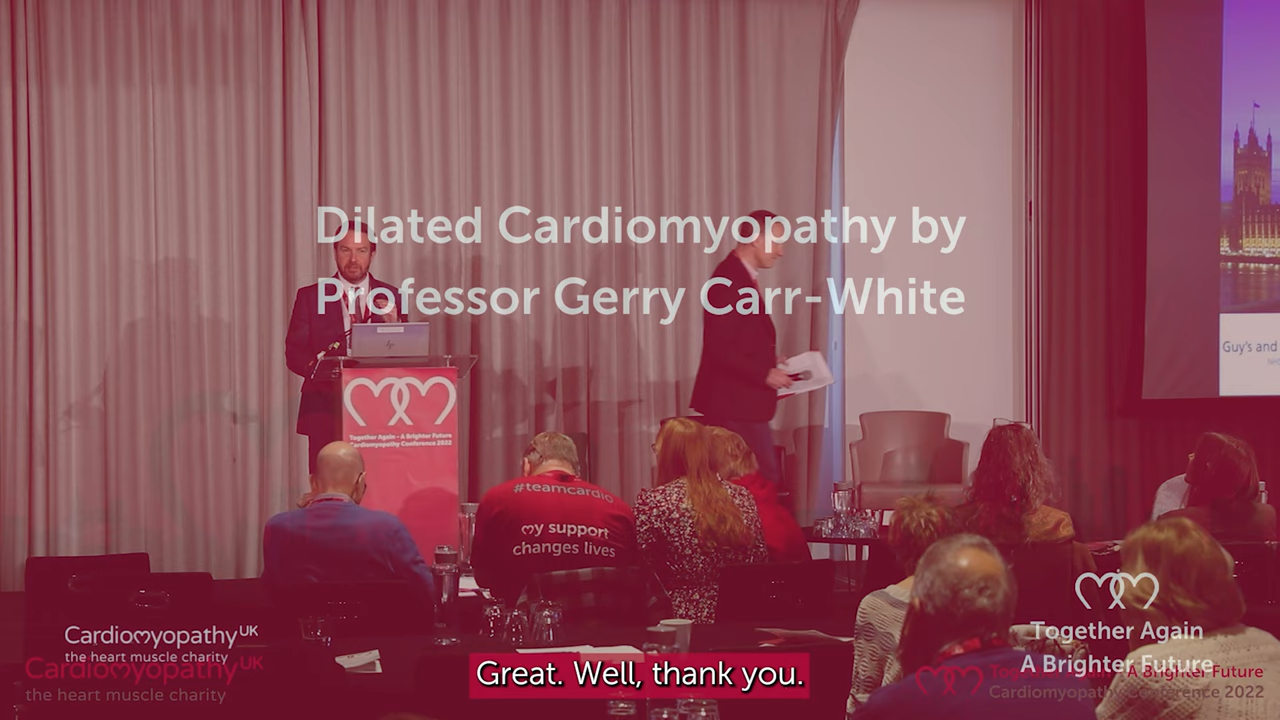 Dilated Cardiomyopathy by
Professor Gerry Carr-White
Guy's and
Together Again - A Brighter Future
Cardiomyopathy Conference 2022
#teamcardio
my support
changes lives
CardiomyopathyUK
the heart muscle charity
CardiomyopathyUK
the heart muscle charity
Great. Well, thank you.
Together Again
A Brighter Future
Together Again - A Brighter Future
Cardiomyopathy Conference 2022